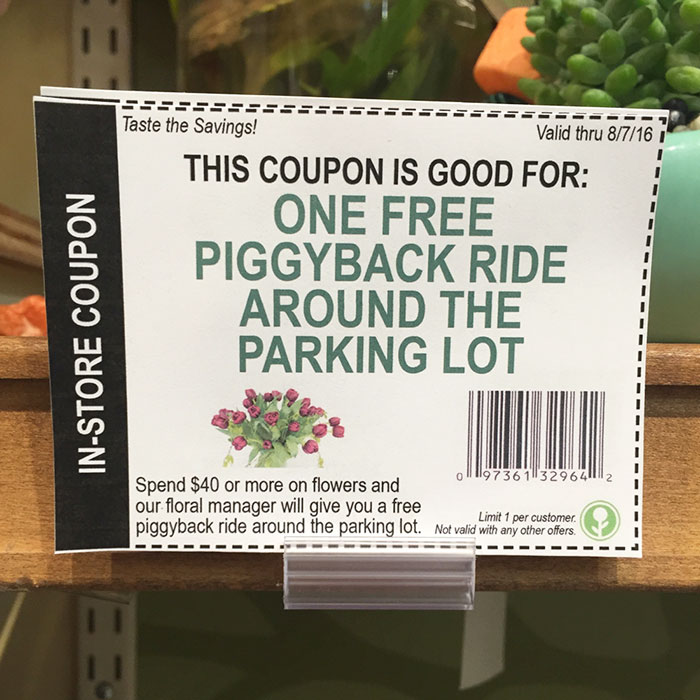 IN-STORE COUPON
Taste the Savings!
Valid thru 8/7/16
THIS COUPON IS GOOD FOR:
ONE FREE
PIGGYBACK RIDE
AROUND THE
PARKING LOT
0 97361 32964 2
Spend $40 or more on flowers and
our floral manager will give you a free
piggyback ride around the parking lot.
Limit 1 per customer.
Not valid with any other offers.